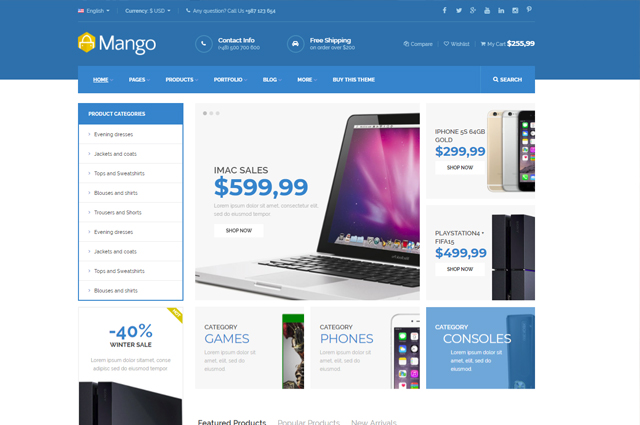 English
Currency: $ USD
Any question? Call Us +987 123 654
Mango
Contact Info
(+48) 500 700 600
Free Shipping
on order over $200
Compare
Wishlist
My Cart $255,99
HOME
PAGES
PRODUCTS
PORTFOLIO
BLOG
MORE
BUY THIS THEME
SEARCH
PRODUCT CATEGORIES
Evening dresses
Jackets and coats
Tops and Sweatshirts
Blouses and shirts
Trousers and Shorts
Evening dresses
Jackets and coats
Tops and Sweatshirts
Blouses and shirts
IMAC SALES
$599,99
Lorem ipsum dolor sit amet, consectetur, sit
sed do eiusmod tempor
SHOP NOW
IPHONE 5S 64GB
GOLD
$299,99
SHOP NOW
PLAYSTATION4 +
FIFA15
$499,99
SHOP NOW
-40%
WINTER SALE
Lorem ipsum dolor sitamet, conse.
adipisicing sed do eiusmod tempor
CATEGORY
GAMES
Lorem ipsum dolor sit
amet, elit, sed do
eiusmod
CATEGORY
PHONES
Lorem ipsum dolor sit
amet, elit, sed do
eiusmod
CATEGORY
CONSOLES
Lorem ipsum dolor sit
amet, elit, sed do
eiusmod
Featured Products
Popular Products
New Arrivals